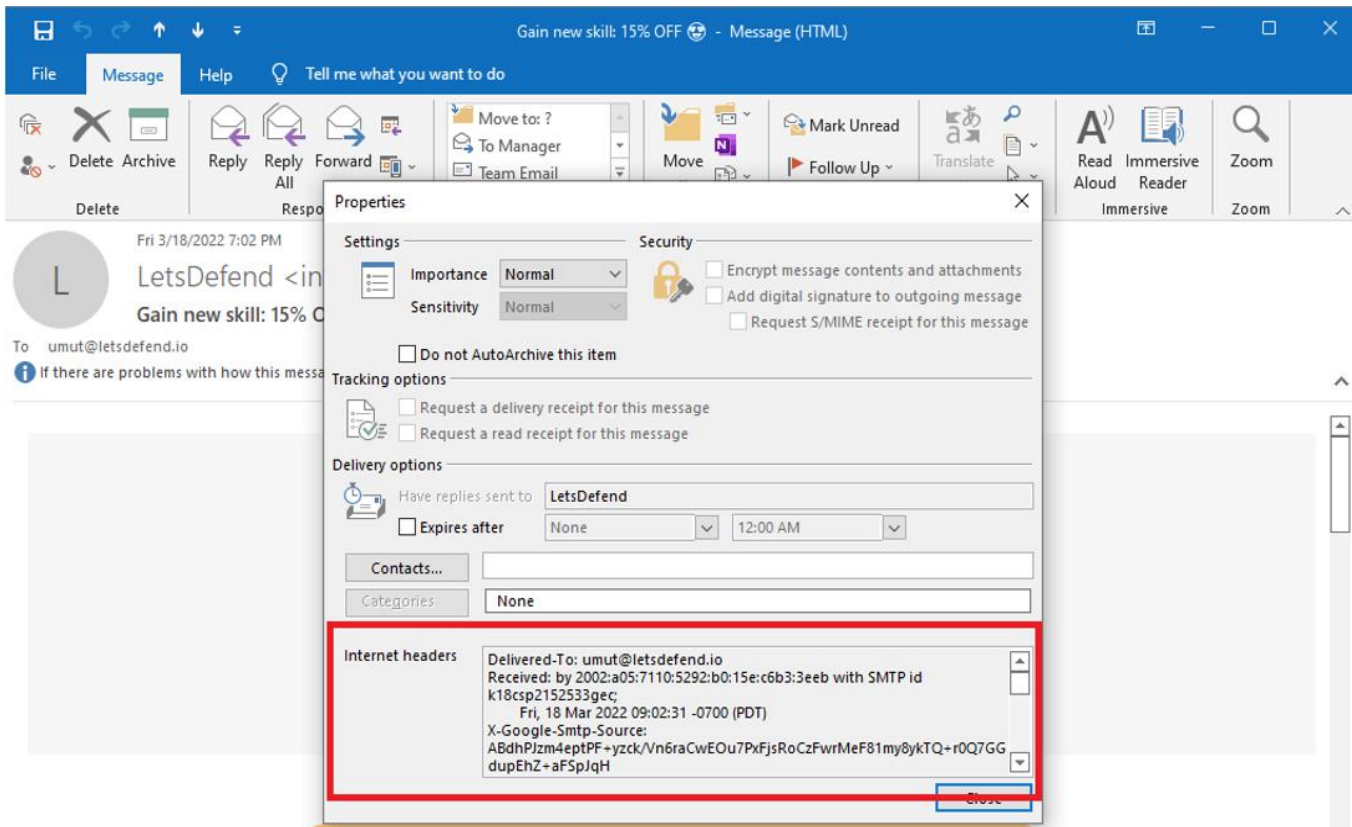 Gain new skill: 15% OFF 🤩 - Message (HTML)
File Message Help Tell me what you want to do
Delete Archive Reply Reply All Forward
Move to: ?
To Manager
Team Email
Move
Mark Unread
Follow Up
Translate
Read Aloud
Immersive Reader
Zoom
Delete
Respo
Immersive
Zoom
Fri 3/18/2022 7:02 PM
L
LetsDefend <in
Gain new skill: 15% O
To umut@letsdefend.io
If there are problems with how this messa
Properties
Settings
Security
Importance Normal
Sensitivity Normal
Encrypt message contents and attachments
Add digital signature to outgoing message
Request S/MIME receipt for this message
Do not AutoArchive this item
Tracking options
Request a delivery receipt for this message
Request a read receipt for this message
Delivery options
Have replies sent to LetsDefend
Expires after None 12:00 AM
Contacts...
Categories None
Internet headers
Delivered-To: umut@letsdefend.io
Received: by 2002:a05:7110:5292:b0:15e:c6b3:3eeb with SMTP id
k18csp2152533gec;
Fri, 18 Mar 2022 09:02:31 -0700 (PDT)
X-Google-Smtp-Source:
ABdhPJzm4eptPF+yzck/Vn6raCwEOu7PxFjsRoCzFwrMeF81my8ykTQ+r0Q7GG
dupEhZ+aFSpJqH
Close